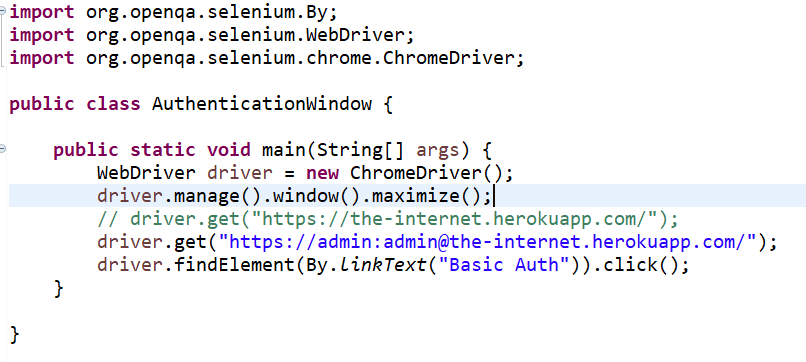 import org.openqa.selenium.By;
import org.openqa.selenium.WebDriver;
import org.openqa.selenium.chrome.ChromeDriver;
public class AuthenticationWindow {
public static void main(String[] args) {
WebDriver driver = new ChromeDriver();
driver.manage().window().maximize();
// driver.get("https://the-internet.herokuapp.com/");
driver.get("https://admin:admin@the-internet.herokuapp.com/");
driver.findElement(By.linkText("Basic Auth")).click();
}
}